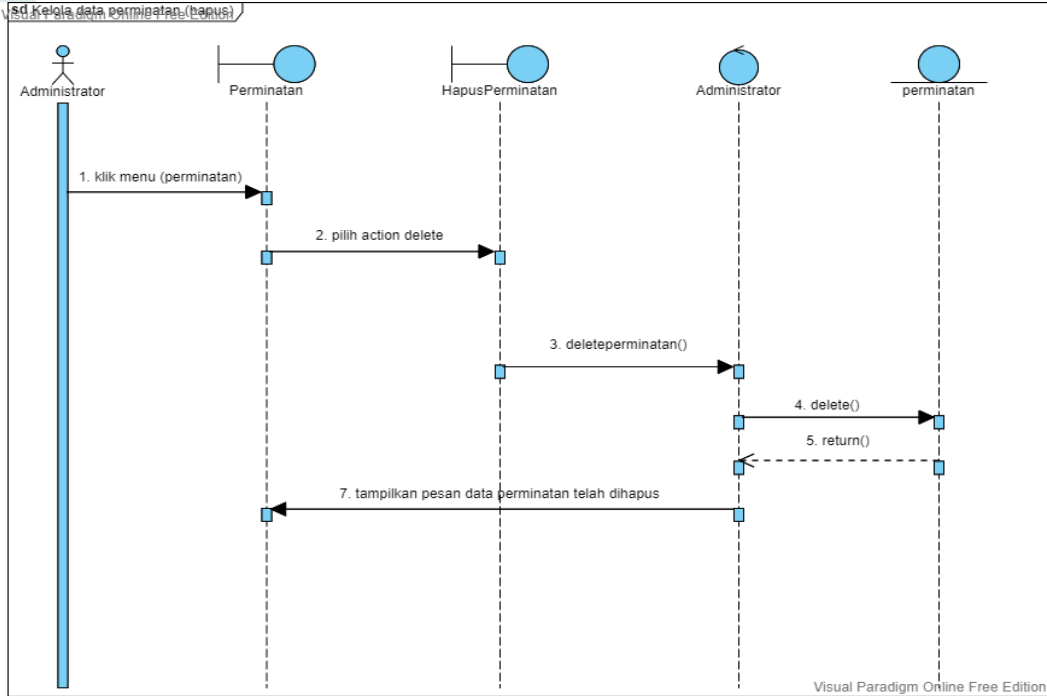 sd Kelola data perminatan (hapus)
Visual Paradigm Online Free Edition
Administrator
Perminatan
HapusPerminatan
Administrator
perminatan
1. klik menu (perminatan)
2. pilih action delete
3. deleteperminatan()
4. delete()
5. return()
7. tampilkan pesan data perminatan telah dihapus
Visual Paradigm Online Free Edition